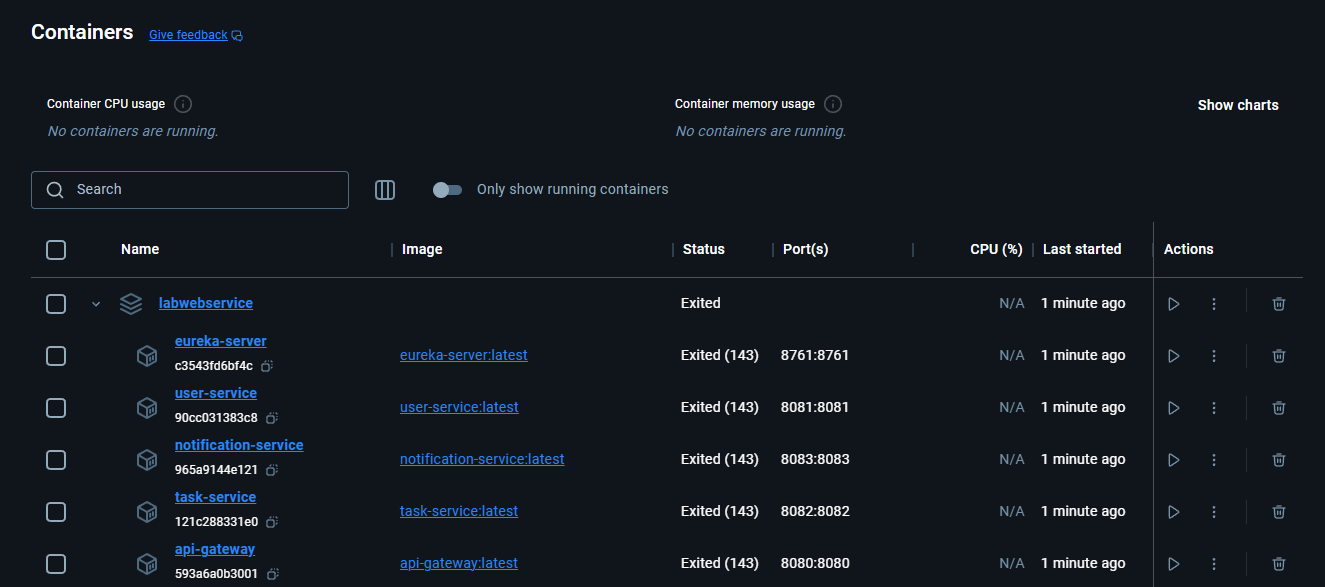 Containers Give feedback
Container CPU usage Container memory usage Show charts
No containers are running. No containers are running.
Search Only show running containers
Name Image Status Port(s) CPU (%) Last started Actions
labwebservice Exited N/A 1 minute ago
eureka-server
c3543fd6bf4c eureka-server:latest Exited (143) 8761:8761 N/A 1 minute ago
user-service
90cc031383c8 user-service:latest Exited (143) 8081:8081 N/A 1 minute ago
notification-service
965a9144e121 notification-service:latest Exited (143) 8083:8083 N/A 1 minute ago
task-service
121c288331e0 task-service:latest Exited (143) 8082:8082 N/A 1 minute ago
api-gateway
593a6a0b3001 api-gateway:latest Exited (143) 8080:8080 N/A 1 minute ago